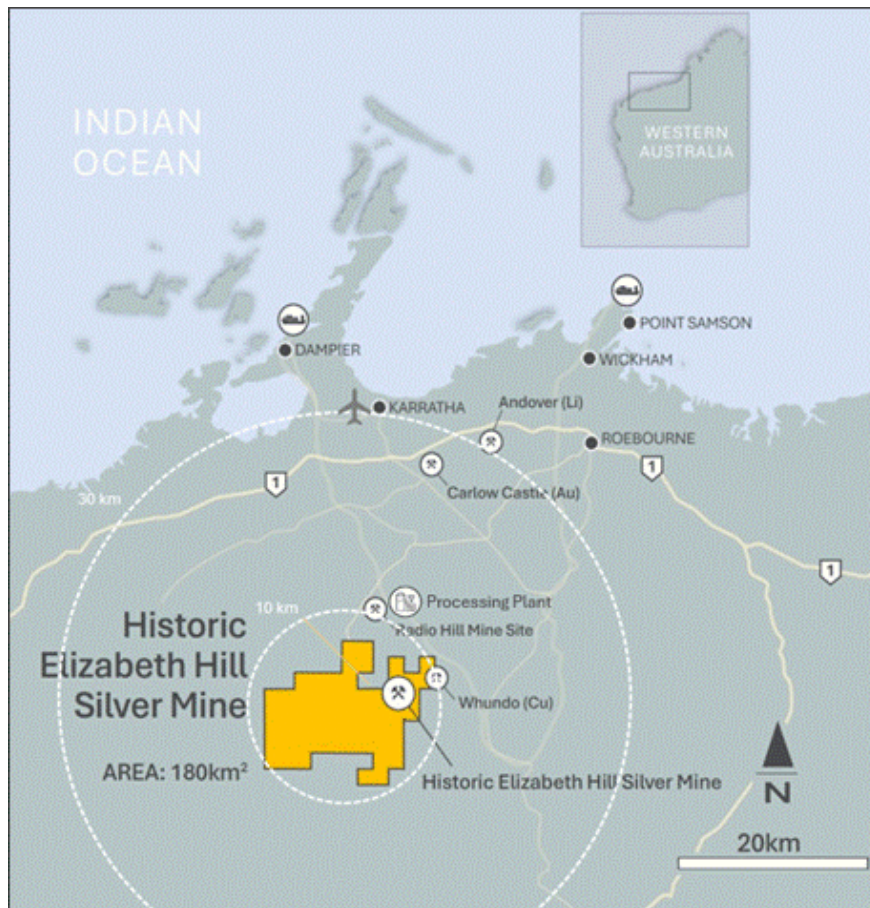 INDIAN
OCEAN
WESTERN
AUSTRALIA
POINT SAMSON
DAMPIER
WICKHAM
KARRATHA
Andover (Li)
ROEBOURNE
1
1
Carlow Castle (Au)
30 km
1
10 km
Processing Plant
Radio Hill Mine Site
Historic
Elizabeth Hill
Silver Mine
Whundo (Cu)
AREA: 180km²
Historic Elizabeth Hill Silver Mine
N
20km